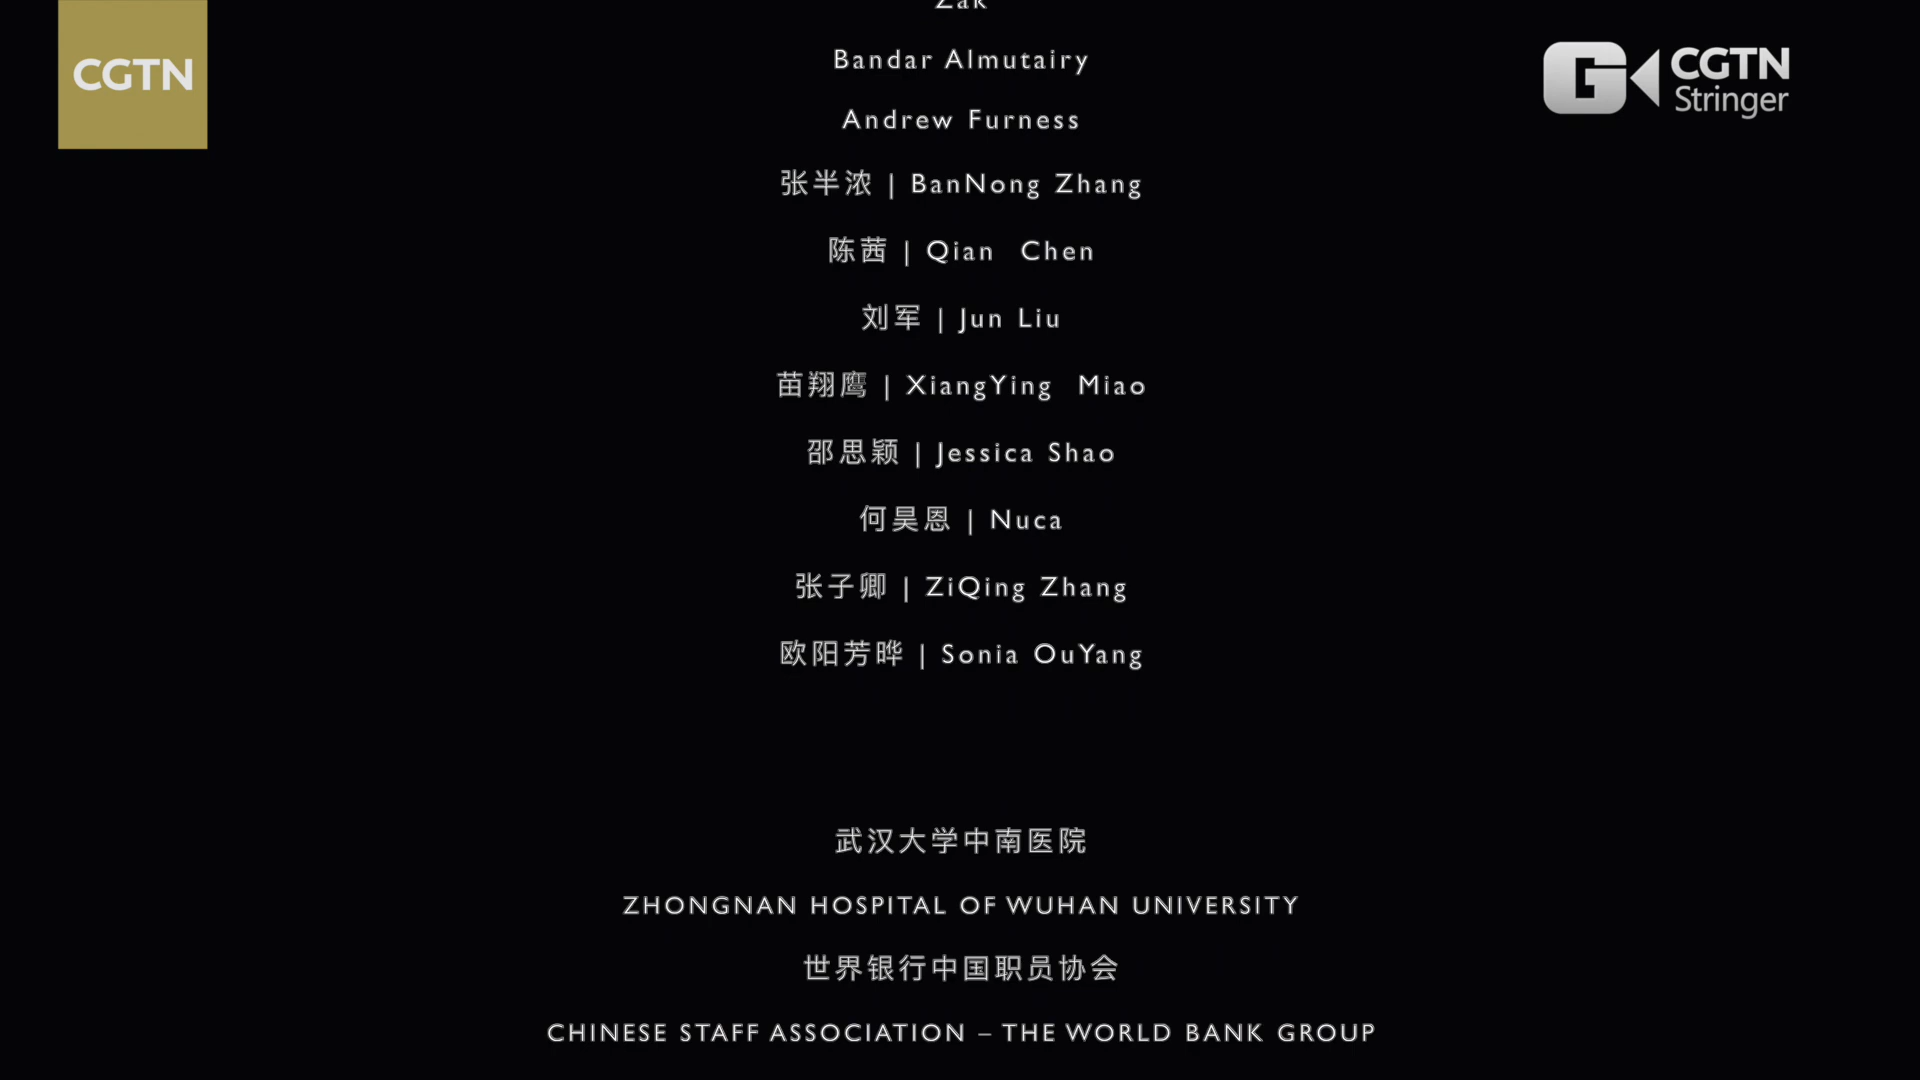 Zak
CGTN
CGTN
Stringer
Bandar Almutairy
Andrew Furness
张半浓 | BanNong Zhang
陈茜 | Qian Chen
刘军 | Jun Liu
苗翔鹰 | XiangYing Miao
邵思颖 | Jessica Shao
何昊恩 | Nuca
张子卿 | ZiQing Zhang
欧阳芳晔 | Sonia OuYang
武汉大学中南医院
ZHONGNAN HOSPITAL OF WUHAN UNIVERSITY
世界银行中国职员协会
CHINESE STAFF ASSOCIATION – THE WORLD BANK GROUP